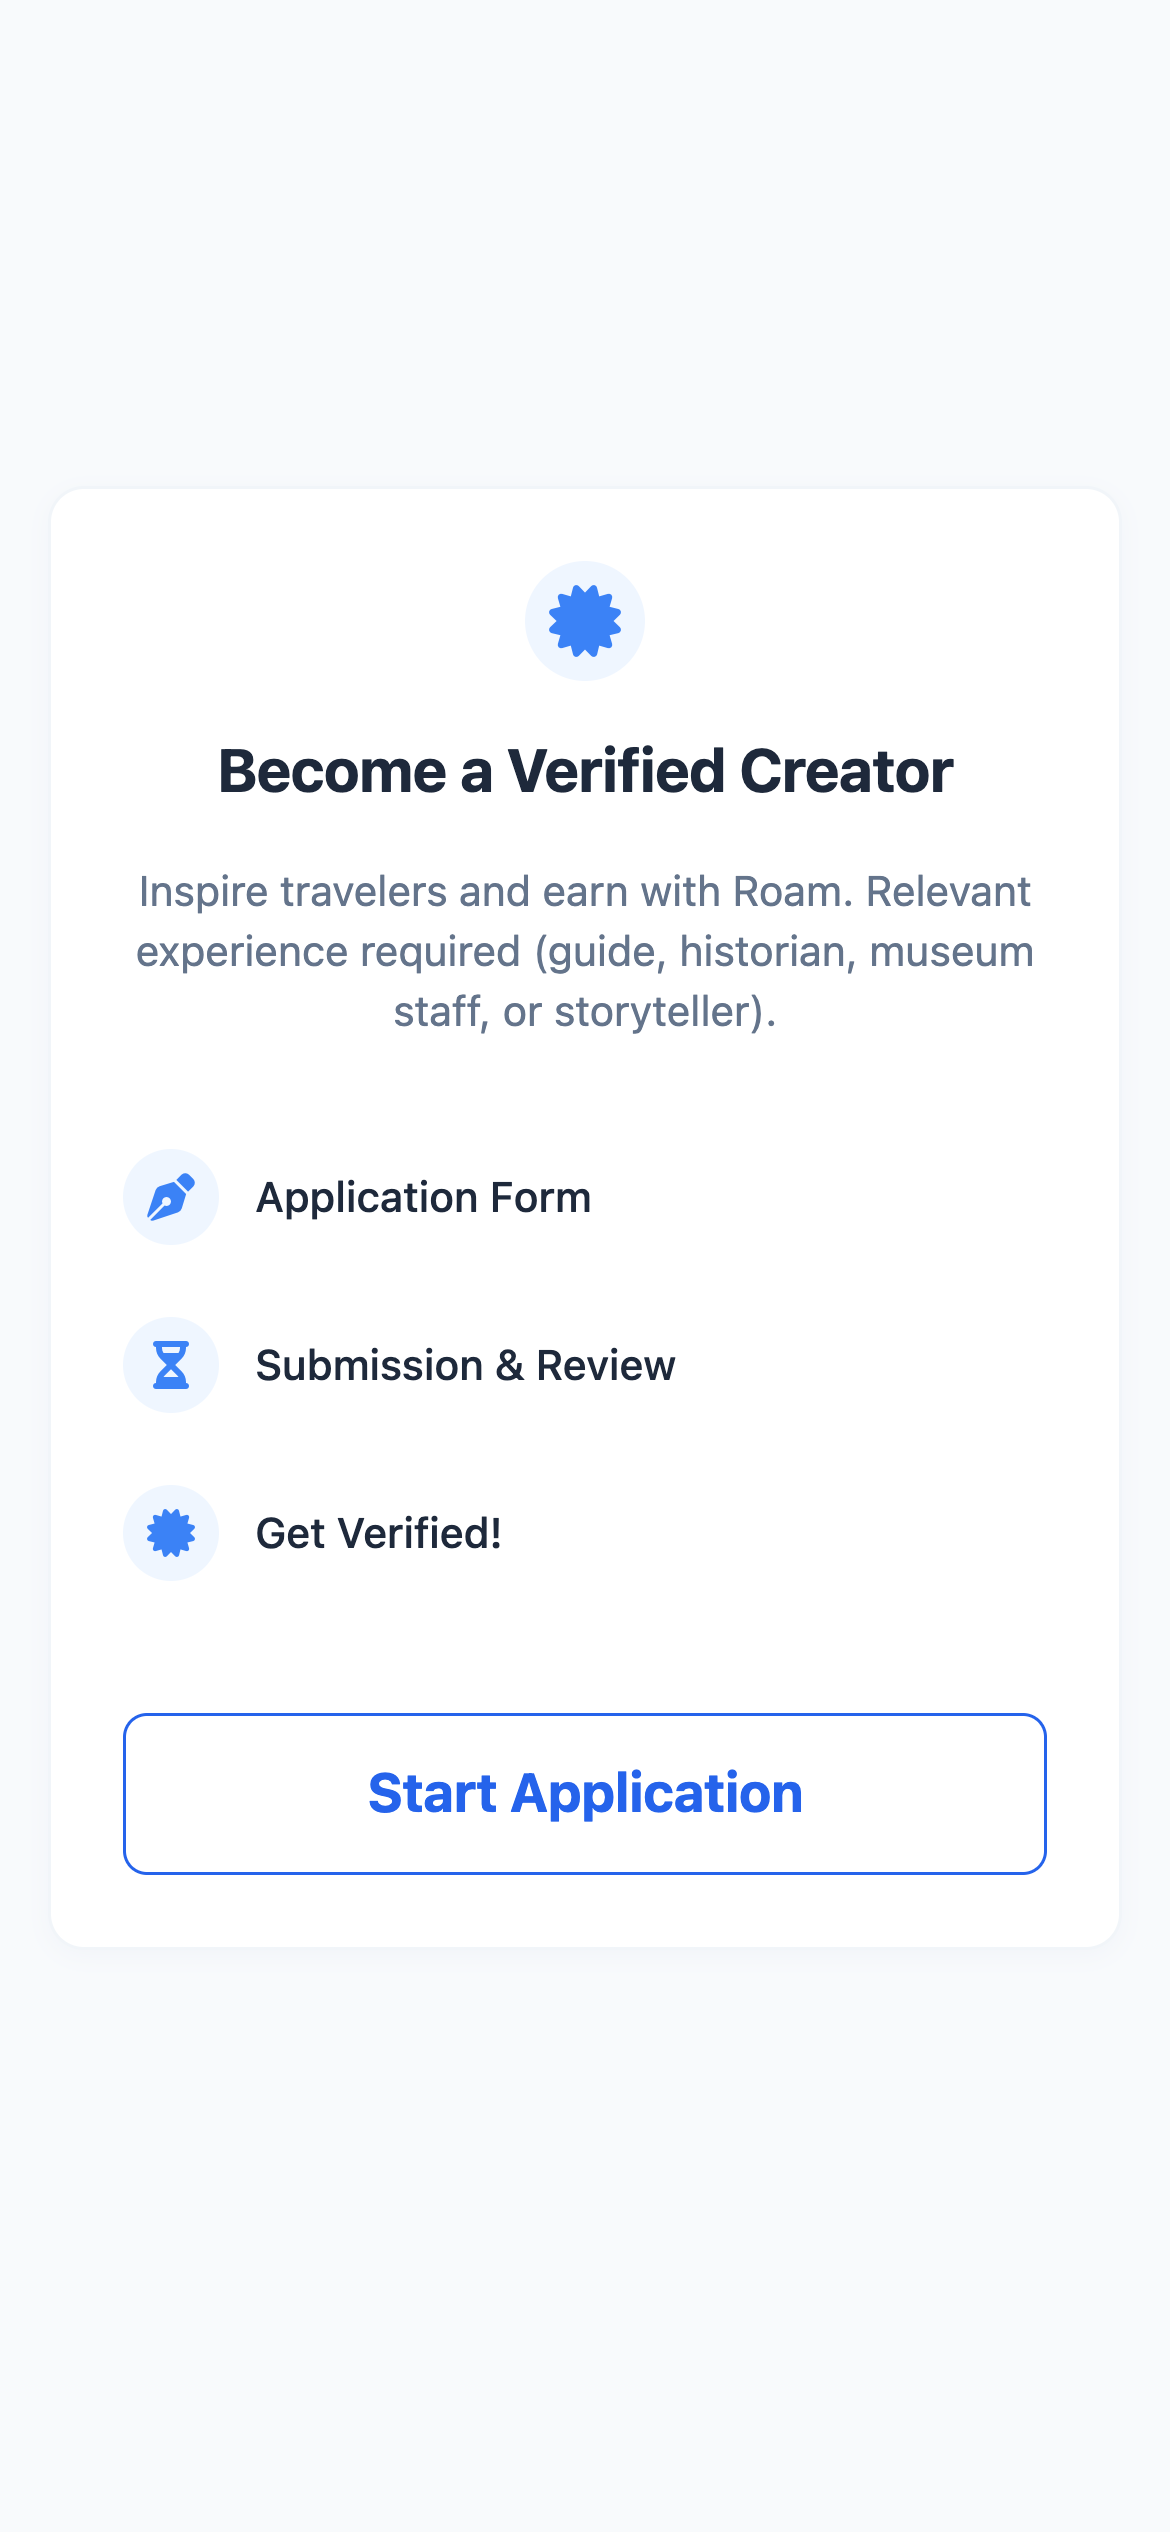 Become a Verified Creator
Inspire travelers and earn with Roam. Relevant
experience required (guide, historian, museum
staff, or storyteller).
Application Form
Submission & Review
Get Verified!
Start Application